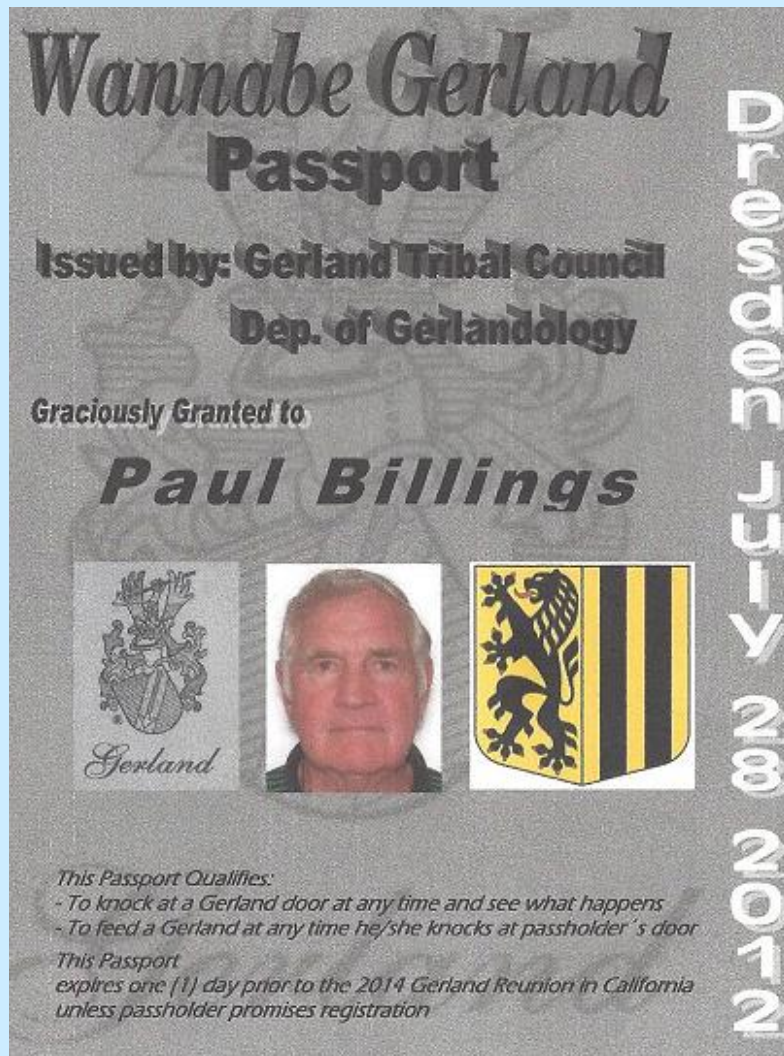 Wannabe Gerland
Passport
Issued by: Gerland Tribal Council
Dep. of Gerlandology
Graciously Granted to
Paul Billings
Gerland
This Passport Qualifies:
- To knock at a Gerland door at any time and see what happens
- To feed a Gerland at any time he/she knocks at passholder´s door
This Passport
expires one (1) day prior to the 2014 Gerland Reunion in California
unless passholder promises registration
Dresden July 28 2012
Gerland